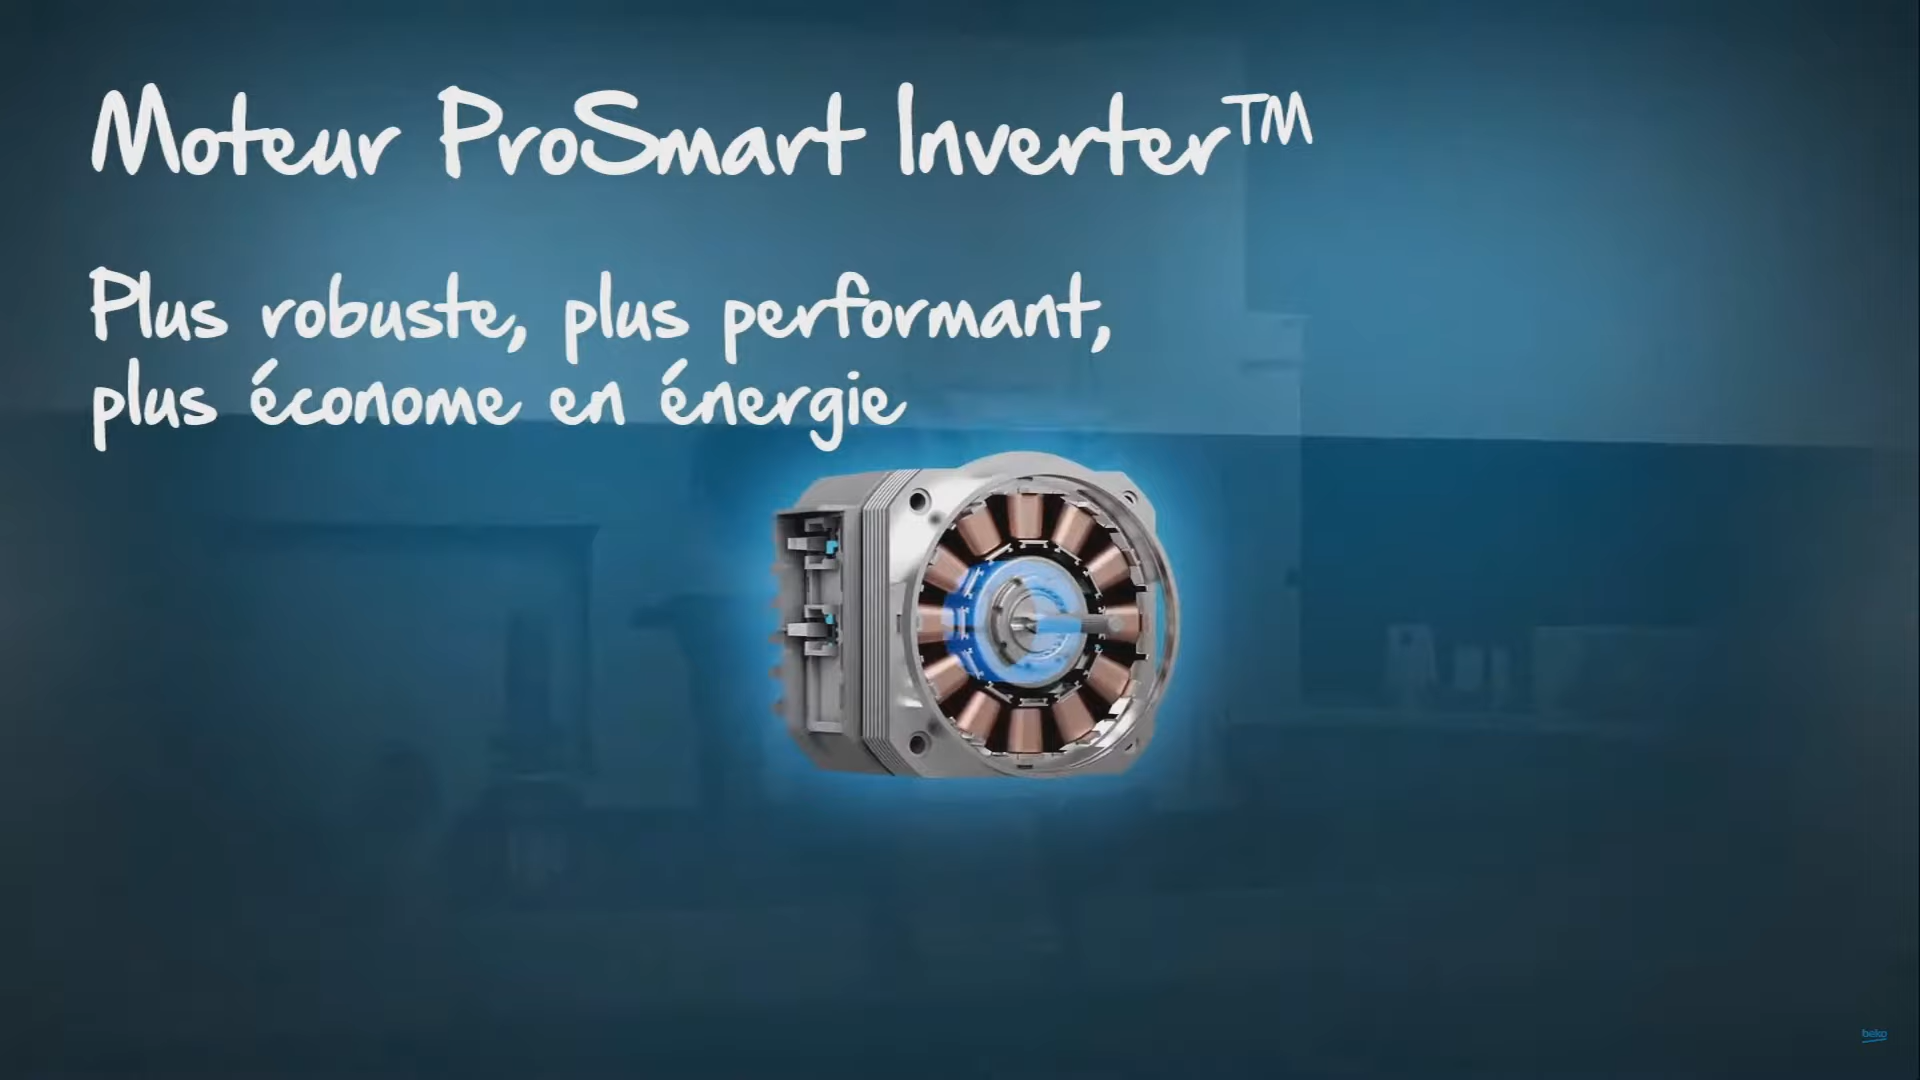 Moteur ProSmart Inverter™
Plus robuste, plus performant,
plus économe en énergie
beko